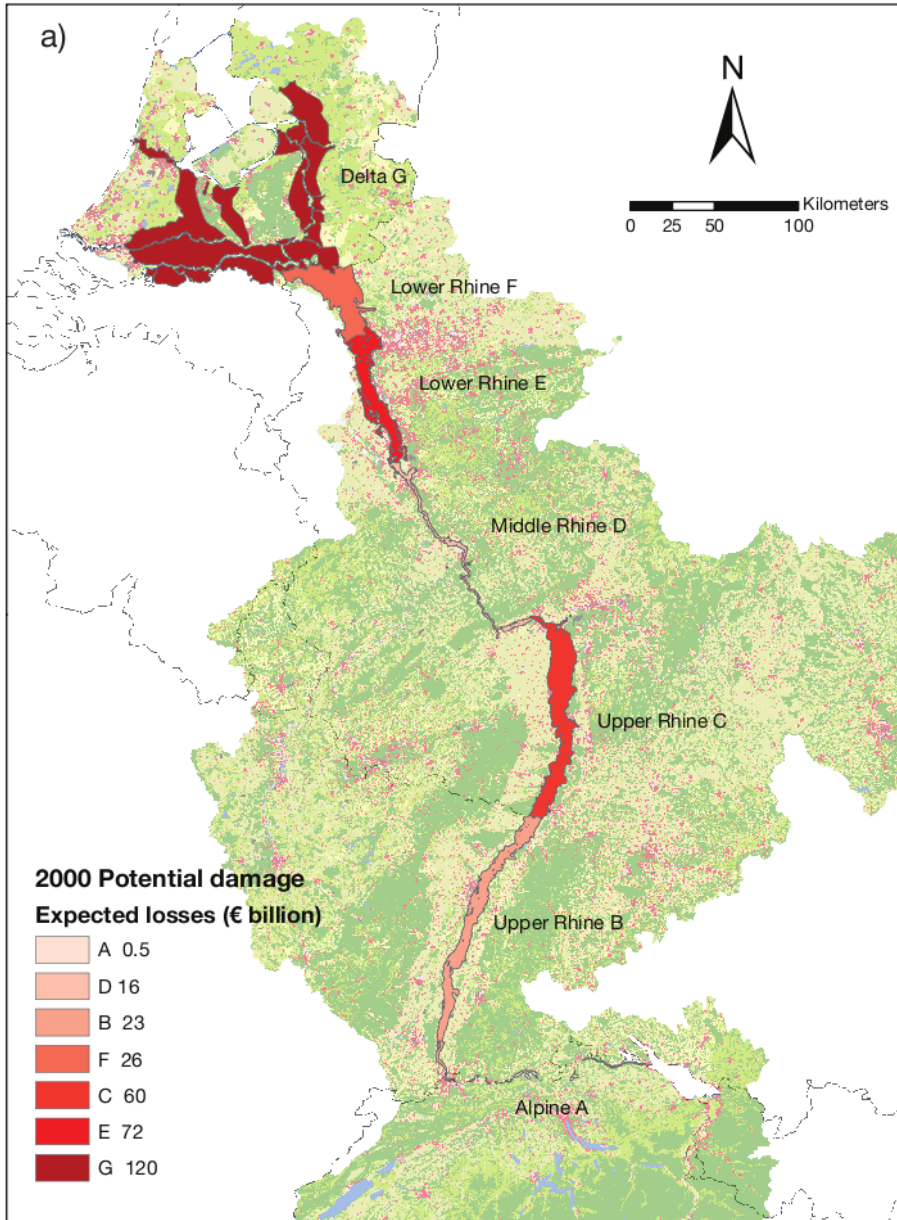 a)
N
Kilometers
0 25 50 100
Delta G
Lower Rhine F
Lower Rhine E
Middle Rhine D
Upper Rhine C
Upper Rhine B
Alpine A
2000 Potential damage
Expected losses (€ billion)
A 0.5
D 16
B 23
F 26
C 60
E 72
G 120